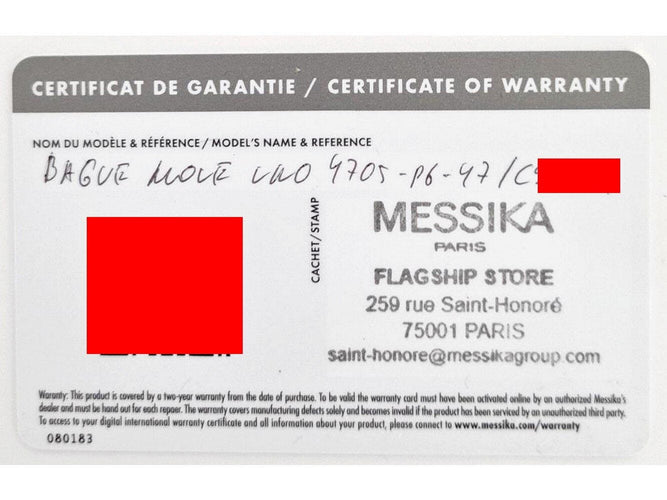 CERTIFICAT DE GARANTIE / CERTIFICATE OF WARRANTY
NOM DU MODÈLE & RÉFÉRENCE / MODEL'S NAME & REFERENCE
BAGUE MOVE UNO 4705-PG-47/C
CACHET/STAMP
MESSIKA
PARIS
FLAGSHIP STORE
259 rue Saint-Honoré
75001 PARIS
saint-honore@messikagroup.com
Warranty: This product is covered by a two-year warranty from the date of purchase. To be valid the warranty card must have been activated online by an authorized Messika's
dealer and must be hand out for each repaer. The warranty covers manufacturing defects solely and becomes invalid if the product has been serviced by an unauthorized third party.
To access to your digital international warranty certificate and all information about your product, please connect to www.messika.com/warranty
080183